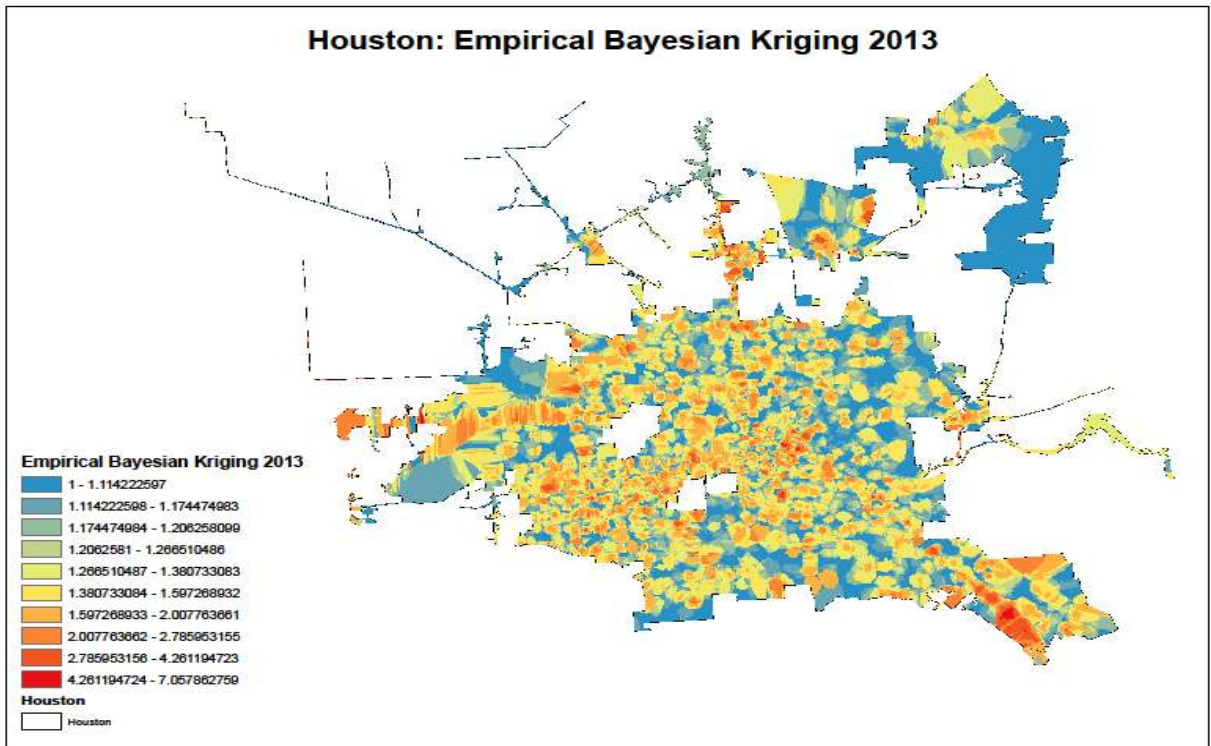 Houston: Empirical Bayesian Kriging 2013
Empirical Bayesian Kriging 2013
1 - 1.114222597
1.114222598 - 1.174474983
1.174474984 - 1.206258099
1.2062581 - 1.266510486
1.266510487 - 1.380733083
1.380733084 - 1.597268932
1.597268933 - 2.007763661
2.007763662 - 2.785953155
2.785953156 - 4.261194723
4.261194724 - 7.057862759
Houston
Houston